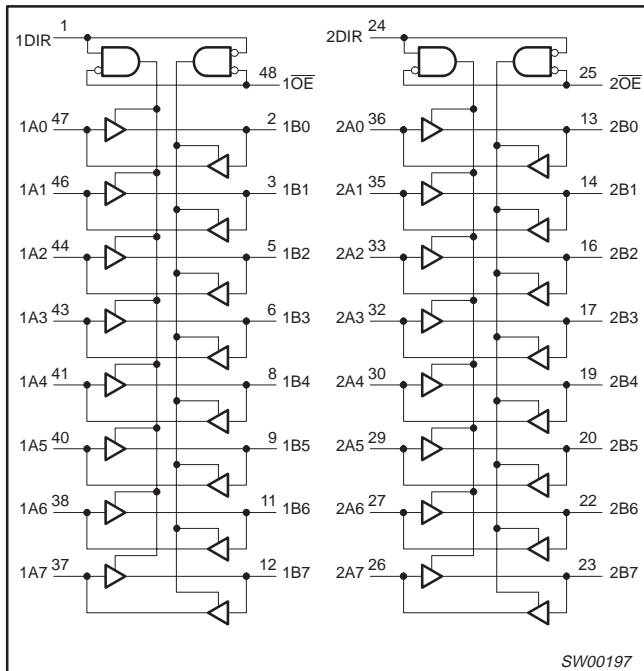 1DIR 1 2DIR 24
48 1OE 25 2OE
1A0 47 2 1B0 2A0 36 13 2B0
1A1 46 3 1B1 2A1 35 14 2B1
1A2 44 5 1B2 2A2 33 16 2B2
1A3 43 6 1B3 2A3 32 17 2B3
1A4 41 8 1B4 2A4 30 19 2B4
1A5 40 9 1B5 2A5 29 20 2B5
1A6 38 11 1B6 2A6 27 22 2B6
1A7 37 12 1B7 2A7 26 23 2B7
SW00197